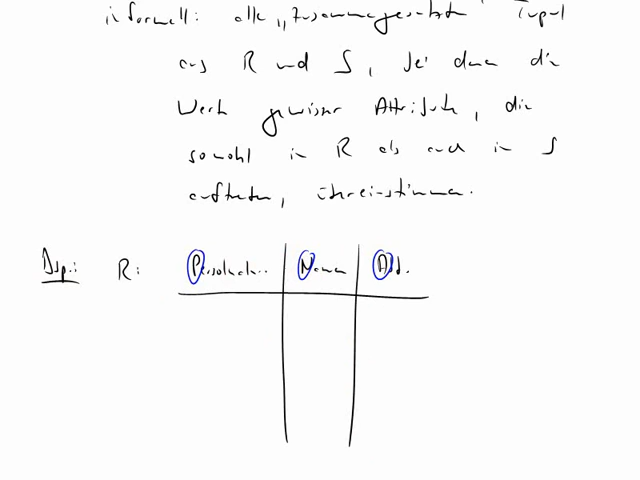 informell: alle „zusammengesetzten" Tupel
aus R und S, bei denen die
Werte gewisser Attribute, die
sowohl in R als auch in S
auftreten, übereinstimmen.
Bsp.: R: Name Abt.